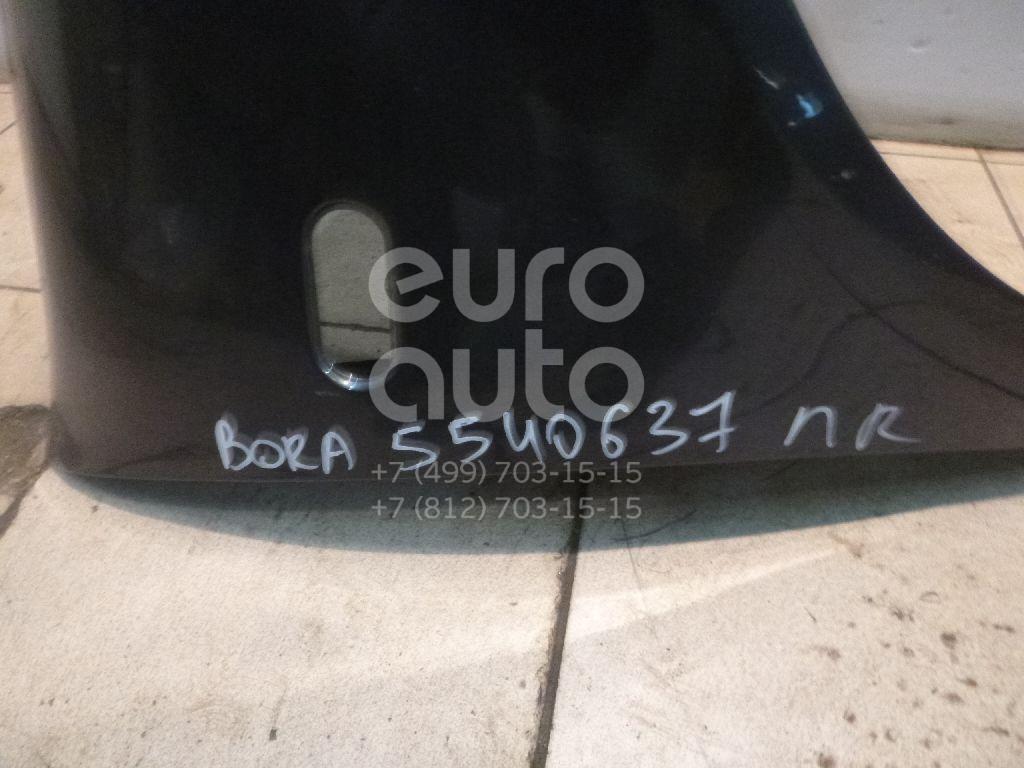 euro
auto
BORA 5540637 ПR
+7 (499) 703-15-15
+7 (812) 703-15-15